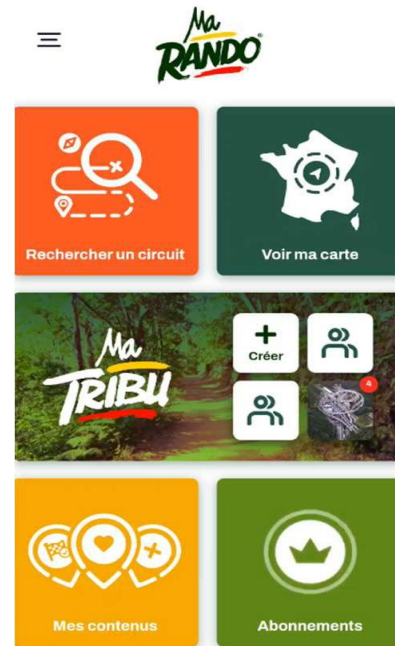 Ma
RANDO®
Rechercher un circuit
Voir ma carte
Ma
TRIBU
Créer
4
Mes contenus
Abonnements